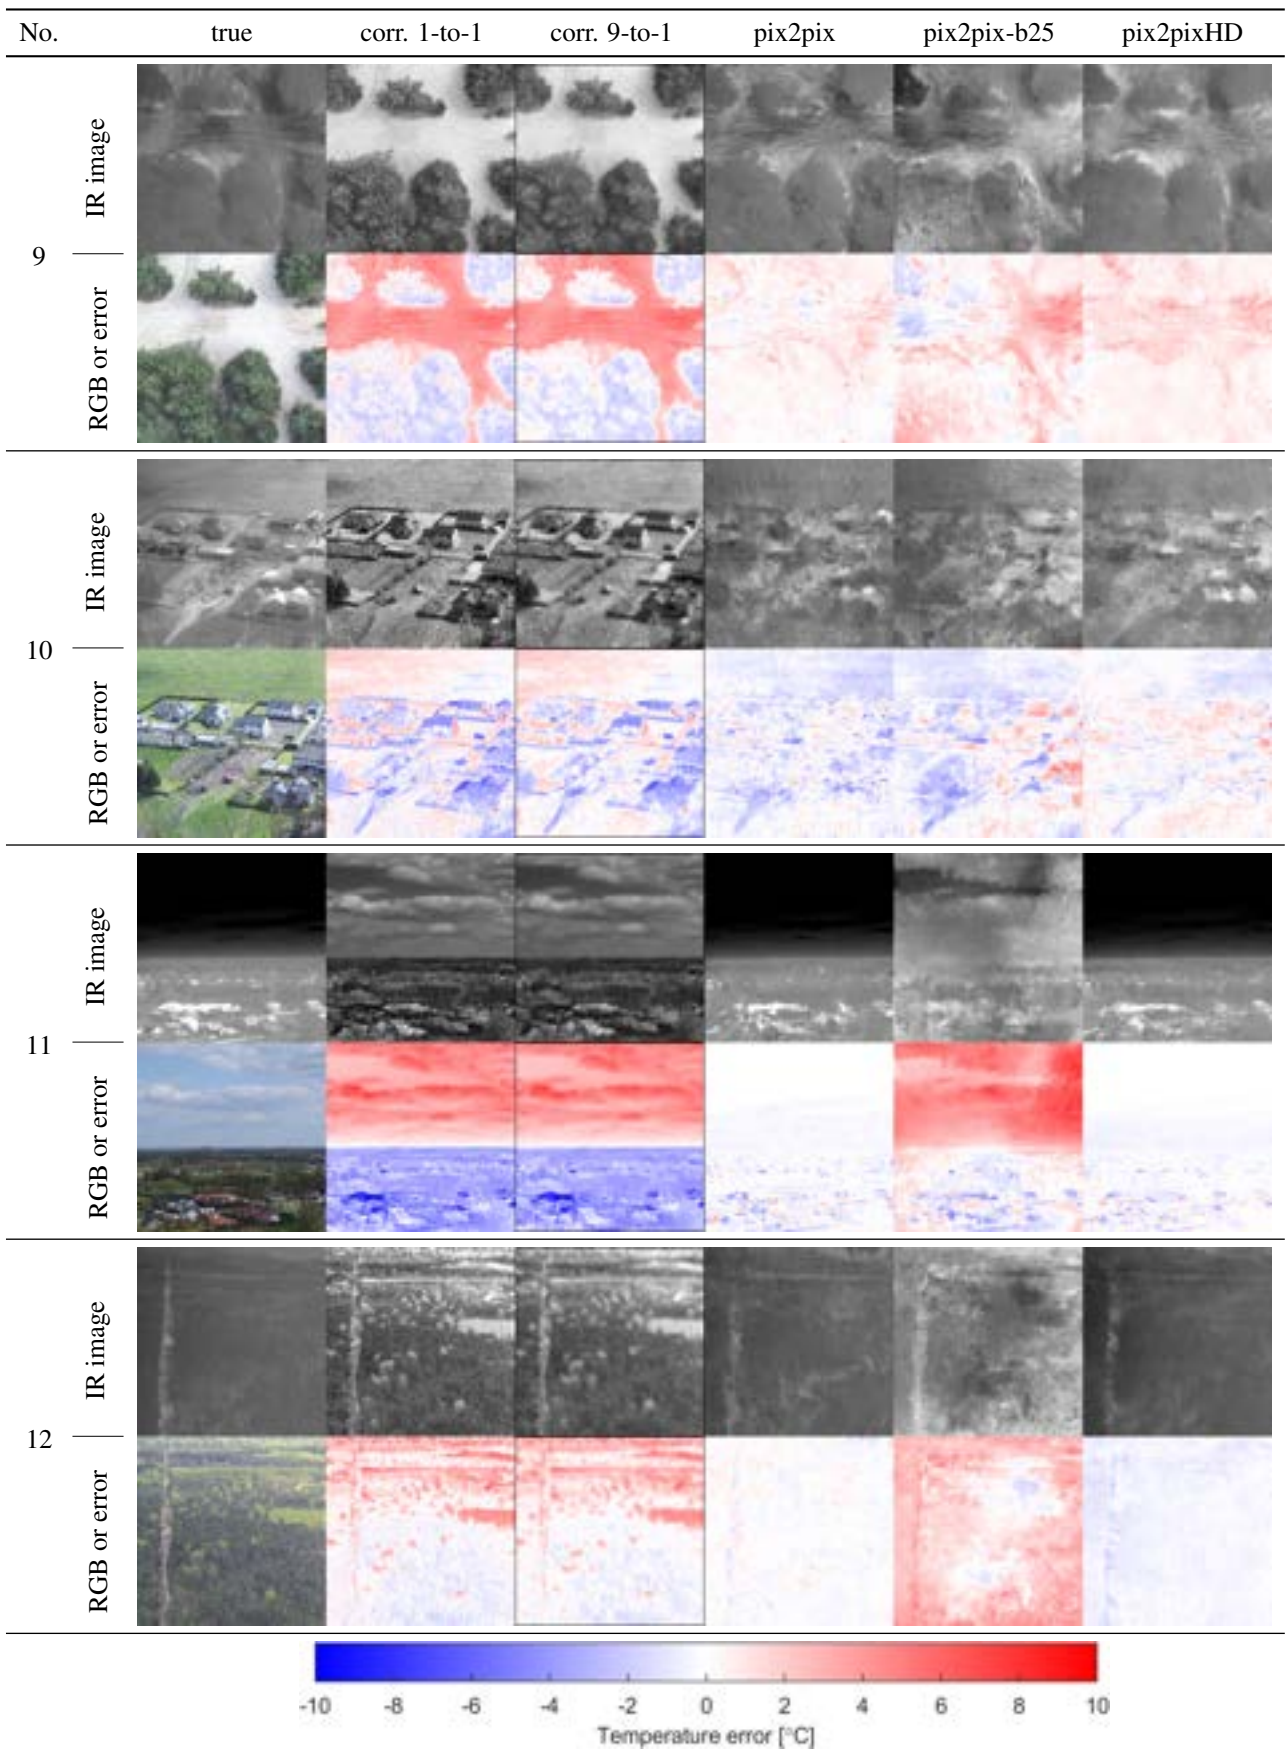 No. true corr. 1-to-1 corr. 9-to-1 pix2pix pix2pix-b25 pix2pixHD
IR image
9
RGB or error
IR image
10
RGB or error
IR image
11
RGB or error
IR image
12
RGB or error
-10 -8 -6 -4 -2 0 2 4 6 8 10
Temperature error [°C]